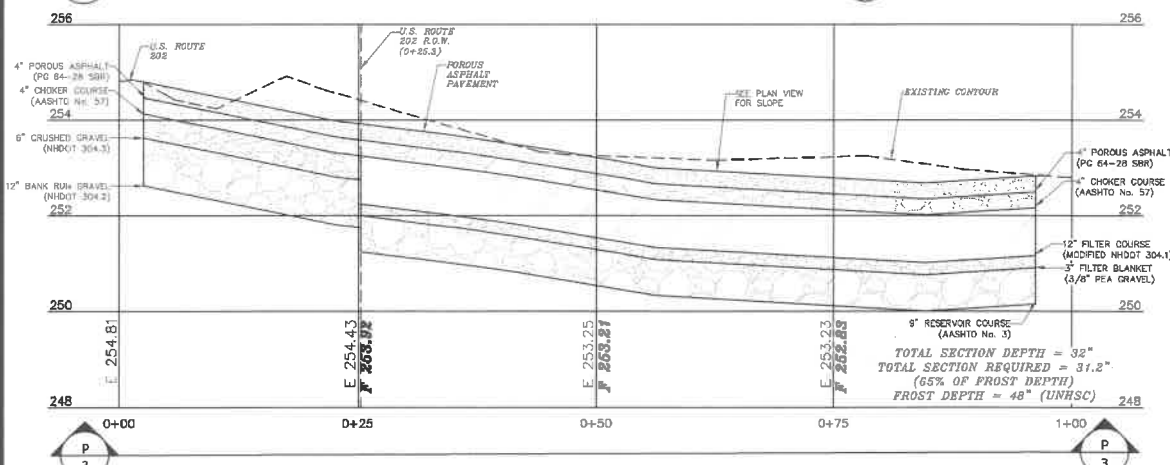 256
256
U.S. ROUTE
202
U.S. ROUTE
202 R.O.W.
(0+25.3)
4" POROUS ASPHALT
(PG 64-28 SBR)
POROUS
ASPHALT
PAVEMENT
4" CHOKER COURSE
(AASHTO No. 57)
SEE PLAN VIEW
FOR SLOPE
EXISTING CONTOUR
254
254
6" CRUSHED GRAVEL
(NHDOT 304.3)
4" POROUS ASPHALT
(PG 64-28 SBR)
12" BANK RUN GRAVEL
(NHDOT 304.2)
4" CHOKER COURSE
(AASHTO No. 57)
252
252
12" FILTER COURSE
(MODIFIED NHDOT 304.1)
3" FILTER BLANKET
(3/8" PEA GRAVEL)
250
250
9" RESERVOIR COURSE
(AASHTO No. 3)
E 254.81
E 254.43
F 253.92
E 253.25
F 253.21
E 253.23
F 252.83
TOTAL SECTION DEPTH = 32"
TOTAL SECTION REQUIRED = 31.2"
(65% OF FROST DEPTH)
FROST DEPTH = 48" (UNHSC)
248
248
0+00
0+25
0+50
0+75
1+00
P
P
3